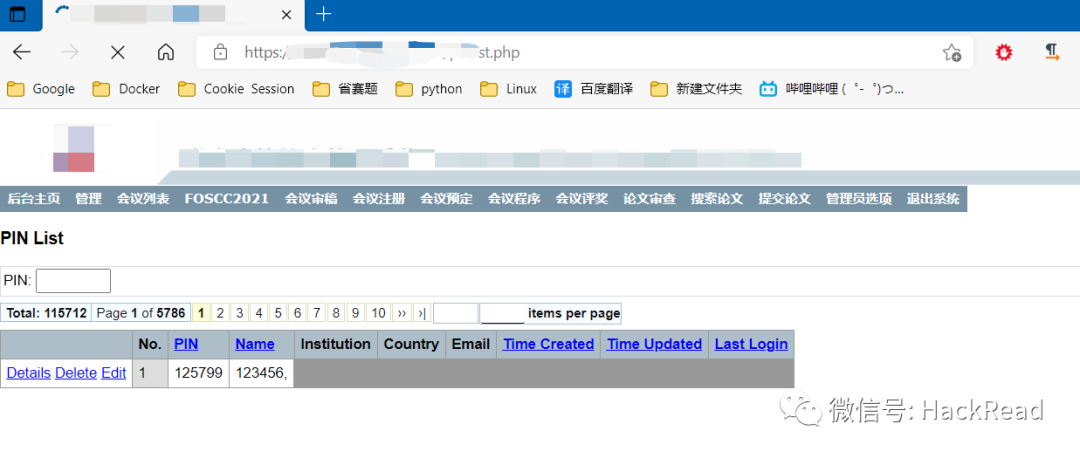 https:/ st.php
Google Docker Cookie Session 省赛题 python Linux 译 百度翻译 新建文件夹 哔哩哔哩 (゜-゜)つ...
后台主页 管理 会议列表 FOSCC2021 会议审稿 会议注册 会议预定 会议程序 会议评奖 论文审查 搜索论文 提交论文 管理员选项 退出系统
PIN List
PIN:
Total: 115712 Page 1 of 5786 1 2 3 4 5 6 7 8 9 10 ›› ›| items per page
No. PIN Name Institution Country Email Time Created Time Updated Last Login
Details Delete Edit 1 125799 123456,
微信号: HackRead